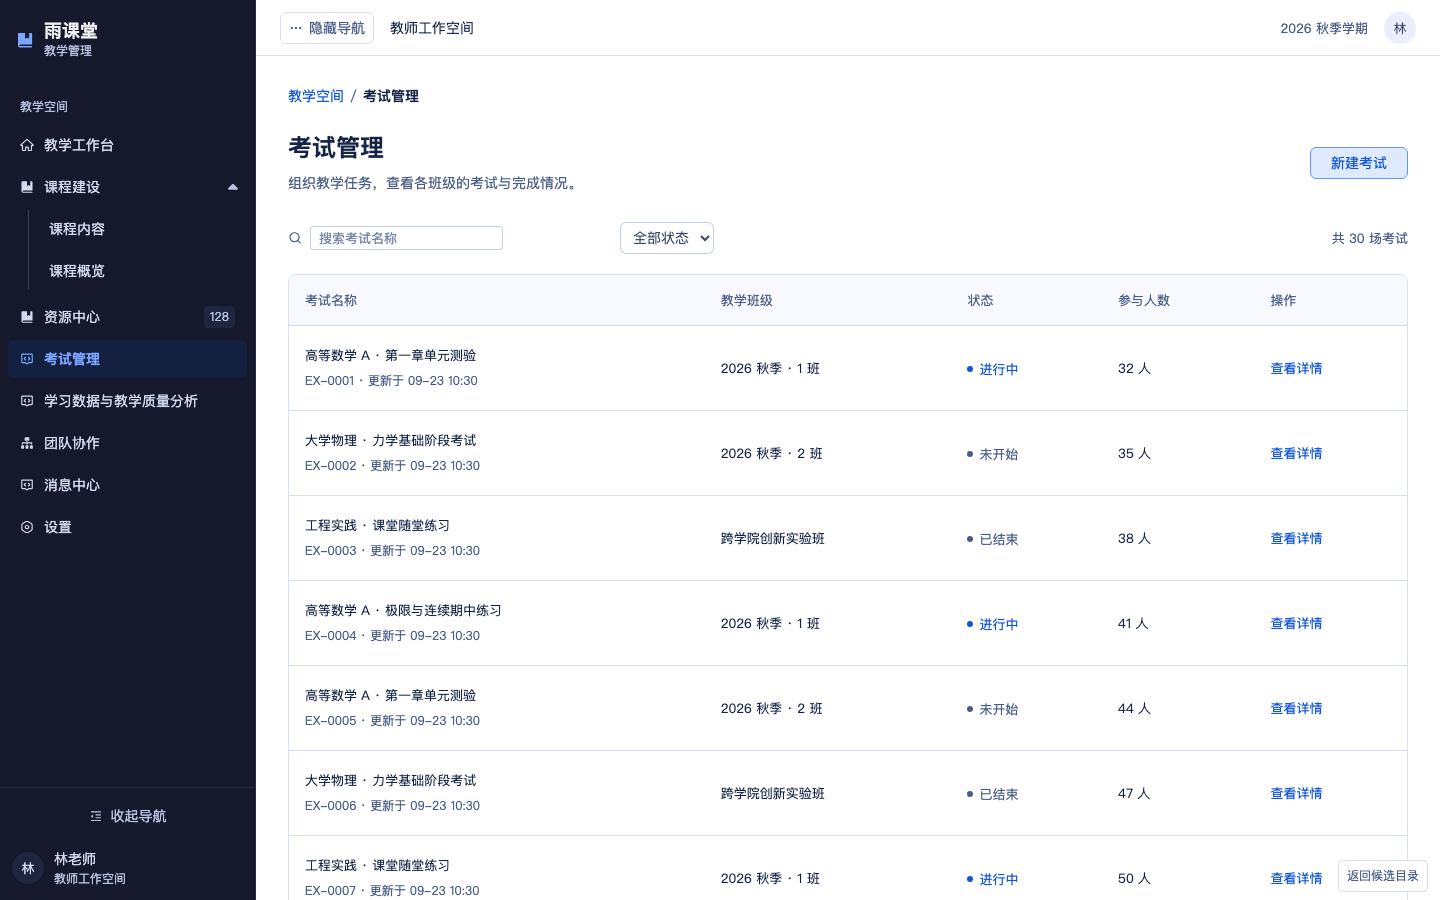 雨课堂
教学管理
教学空间
教学工作台
课程建设
课程内容
课程概览
资源中心 128
考试管理
学习数据与教学质量分析
团队协作
消息中心
设置
收起导航
林
林老师
教师工作空间
··· 隐藏导航 教师工作空间 2026 秋季学期 林
教学空间 / 考试管理
考试管理
组织教学任务，查看各班级的考试与完成情况。
新建考试
搜索考试名称 全部状态 共 30 场考试
考试名称 教学班级 状态 参与人数 操作
高等数学 A · 第一章单元测验
EX-0001 · 更新于 09-23 10:30
2026 秋季 · 1 班 进行中 32 人 查看详情
大学物理 · 力学基础阶段考试
EX-0002 · 更新于 09-23 10:30
2026 秋季 · 2 班 未开始 35 人 查看详情
工程实践 · 课堂随堂练习
EX-0003 · 更新于 09-23 10:30
跨学院创新实验班 已结束 38 人 查看详情
高等数学 A · 极限与连续期中练习
EX-0004 · 更新于 09-23 10:30
2026 秋季 · 1 班 进行中 41 人 查看详情
高等数学 A · 第一章单元测验
EX-0005 · 更新于 09-23 10:30
2026 秋季 · 2 班 未开始 44 人 查看详情
大学物理 · 力学基础阶段考试
EX-0006 · 更新于 09-23 10:30
跨学院创新实验班 已结束 47 人 查看详情
工程实践 · 课堂随堂练习
EX-0007 · 更新于 09-23 10:30
2026 秋季 · 1 班 进行中 50 人 查看详情
返回候选目录